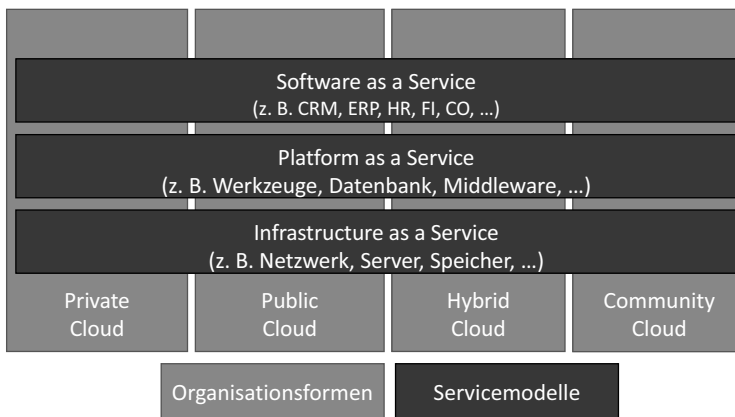 Software as a Service
(z. B. CRM, ERP, HR, FI, CO, …)
Platform as a Service
(z. B. Werkzeuge, Datenbank, Middleware, …)
Infrastructure as a Service
(z. B. Netzwerk, Server, Speicher, …)
Private
Cloud
Public
Cloud
Hybrid
Cloud
Community
Cloud
Organisationsformen
Servicemodelle